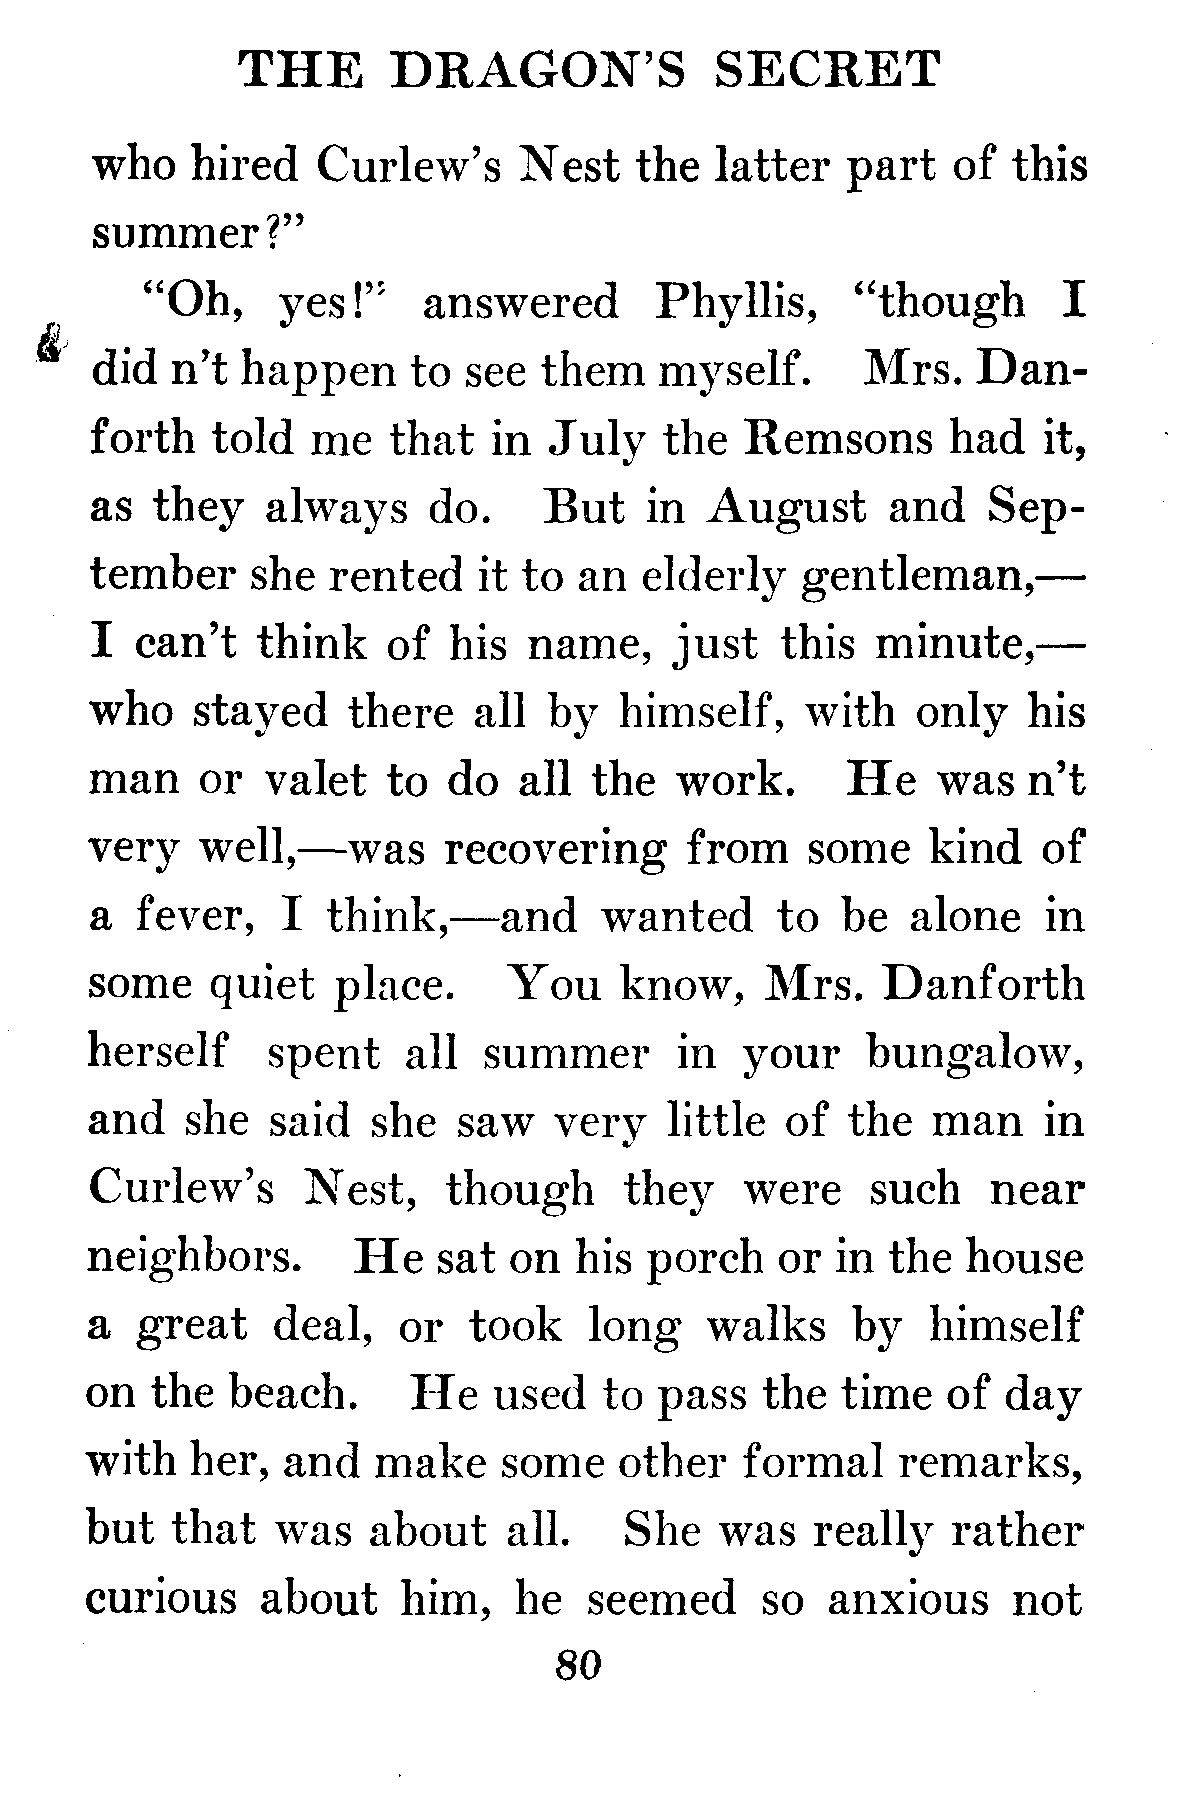 THE DRAGON'S SECRET
who hired Curlew's Nest the latter part of this
summer?"
"Oh, yes!" answered Phyllis, "though I
did n't happen to see them myself. Mrs. Dan-
forth told me that in July the Remsons had it,
as they always do. But in August and Sep-
tember she rented it to an elderly gentleman,—
I can't think of his name, just this minute,—
who stayed there all by himself, with only his
man or valet to do all the work. He was n't
very well,—was recovering from some kind of
a fever, I think,—and wanted to be alone in
some quiet place. You know, Mrs. Danforth
herself spent all summer in your bungalow,
and she said she saw very little of the man in
Curlew's Nest, though they were such near
neighbors. He sat on his porch or in the house
a great deal, or took long walks by himself
on the beach. He used to pass the time of day
with her, and make some other formal remarks,
but that was about all. She was really rather
curious about him, he seemed so anxious not
80